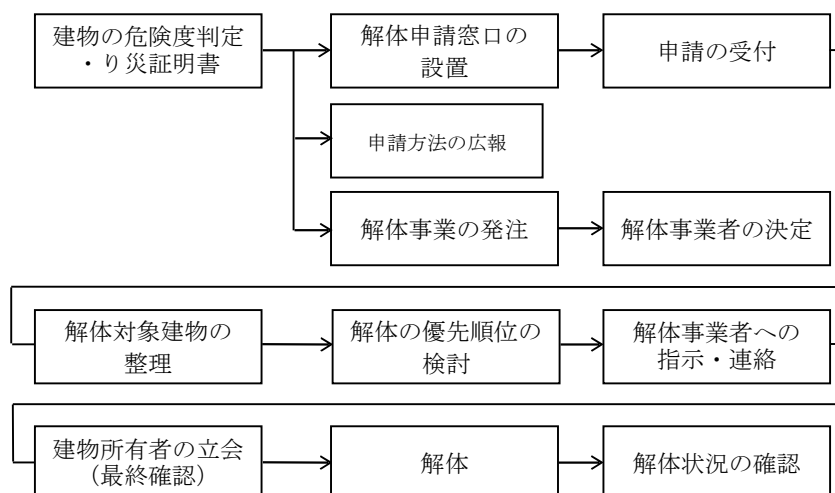 建物の危険度判定
・り災証明書
解体申請窓口の
設置
申請の受付
申請方法の広報
解体事業の発注
解体事業者の決定
解体対象建物の
整理
解体の優先順位の
検討
解体事業者への
指示・連絡
建物所有者の立会
（最終確認）
解体
解体状況の確認